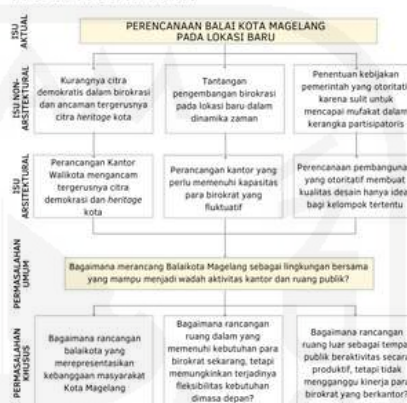 ISU
AKTUAL
PERENCANAAN BALAI KOTA MAGELANG
PADA LOKASI BARU
ISU NON-
ARSITEKTURAL
Kurangnya citra
demokratis dalam birokrasi
dan ancaman tergerusnya
citra heritage kota
Tantangan
pengembangan birokrasi
pada lokasi baru dalam
dinamika zaman
Penentuan kebijakan
pemerintah yang otoritatif
karena sulit untuk
mencapai mufakat dalam
kerangka partisipatoris
ISU
ARSITEKTURAL
Perancangan Kantor
Walikota mengancam
tergerusnya citra
demokrasi dan heritage
kota
Perancangan kantor yang
perlu memenuhi kapasitas
para birokrat yang
fluktuatif
Perencanaan pembangunan
yang otoritatif membuat
kualitas desain hanya ideal
bagi kelompok tertentu
PERMASALAHAN
UMUM
Bagaimana merancang Balaikota Magelang sebagai lingkungan bersama
yang mampu menjadi wadah aktivitas kantor dan ruang publik?
PERMASALAHAN
KHUSUS
Bagaimana rancangan
balaikota yang
merepresentasikan
kebanggaan masyarakat
Kota Magelang
Bagaimana rancangan
ruang dalam yang
memenuhi kebutuhan para
birokrat sekarang, tetapi
memungkinkan terjadinya
fleksibilitas kebutuhan
dimasa depan?
Bagaimana rancangan
ruang luar sebagai tempat
publik beraktivitas secara
produktif, tetapi tidak
mengganggu kinerja para
birokrat yang berkantor?